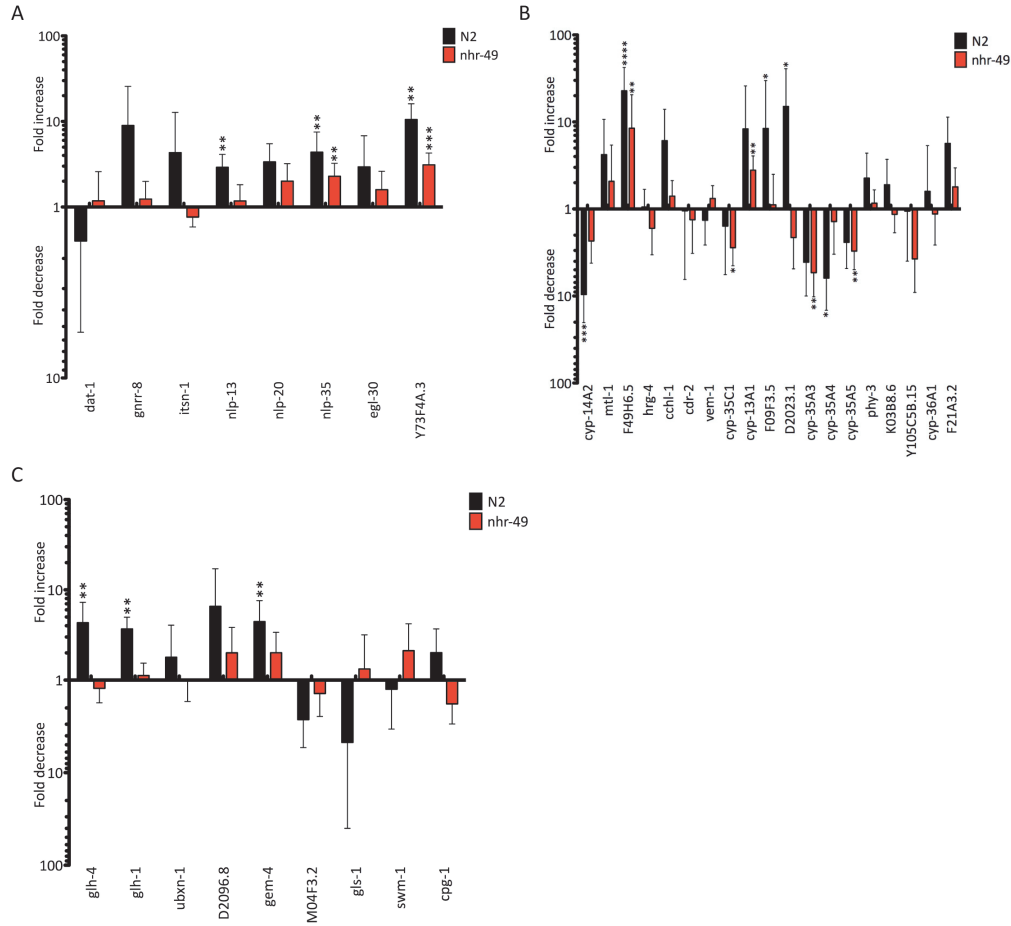 A
100
10
1
10
Fold increase
Fold decrease
N2
nhr-49
**
**
**
**
***
dat-1
gnrr-8
itsn-1
nlp-13
nlp-20
nlp-35
egl-30
Y73F4A.3
B
100
10
1
10
100
Fold increase
Fold decrease
N2
nhr-49
***
****
**
*
**
*
*
**
*
**
cyp-14A2
mtl-1
F49H6.5
hrg-4
cchl-1
cdr-2
vem-1
cyp-35C1
cyp-13A1
F09F3.5
D2023.1
cyp-35A3
cyp-35A4
cyp-35A5
phy-3
K03B8.6
Y105C5B.15
cyp-36A1
F21A3.2
C
100
10
1
10
100
Fold increase
Fold decrease
N2
nhr-49
**
**
**
glh-4
glh-1
ubxn-1
D2096.8
gem-4
M04F3.2
gls-1
swm-1
cpg-1